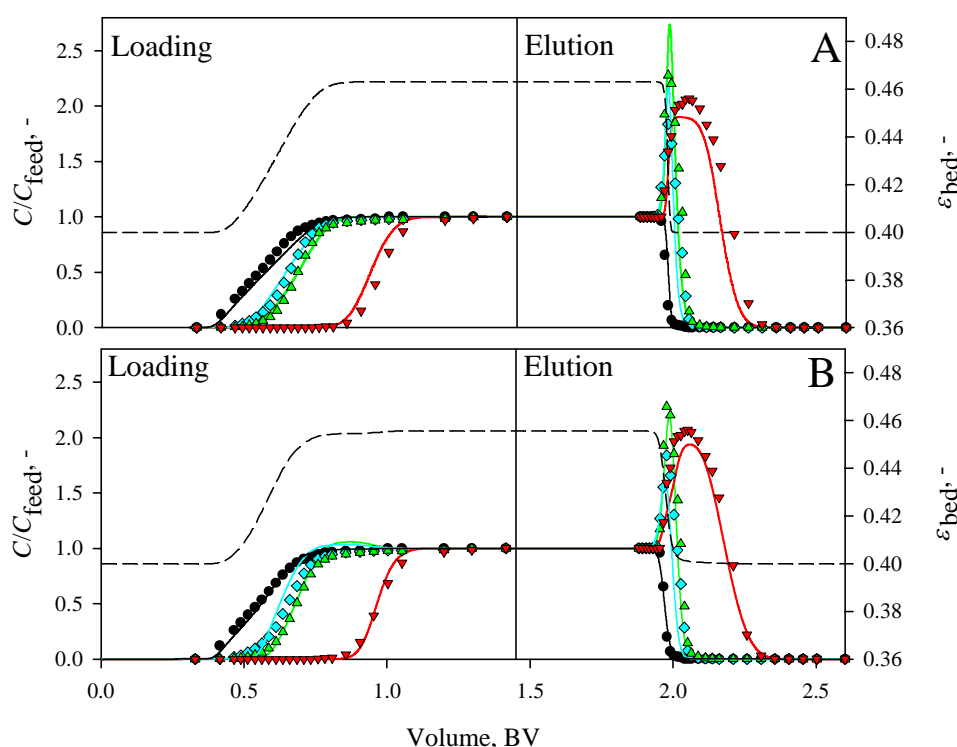 Loading
Elution
A
2.5
2.0
1.5
1.0
0.5
0.0
C/Cfeed, -
0.48
0.46
0.44
0.42
0.40
0.38
0.36
εbed, -
Loading
Elution
B
2.5
2.0
1.5
1.0
0.5
0.0
C/Cfeed, -
0.48
0.46
0.44
0.42
0.40
0.38
0.36
εbed, -
0.0 0.5 1.0 1.5 2.0 2.5
Volume, BV